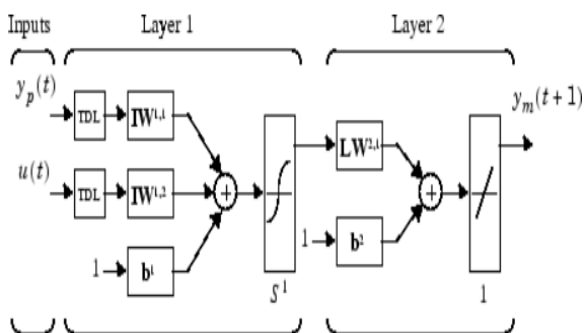 Inputs Layer 1 Layer 2
y_p(t) TDL IW^{1,1} y_m(t+1)
u(t) TDL IW^{1,2} LW^{2,1}
1 b^1 1 b^2
S^1 1